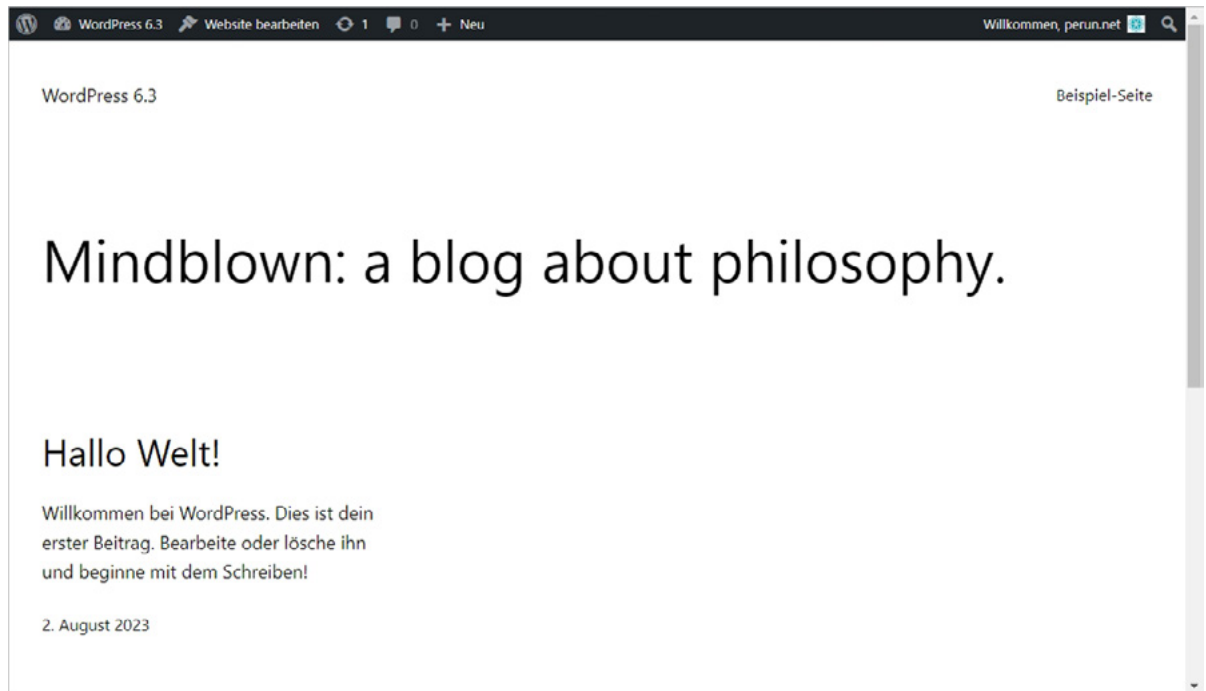 WordPress 6.3 Website bearbeiten 1 0 Neu Willkommen, perun.net
WordPress 6.3 Beispiel-Seite
Mindblown: a blog about philosophy.
Hallo Welt!
Willkommen bei WordPress. Dies ist dein
erster Beitrag. Bearbeite oder lösche ihn
und beginne mit dem Schreiben!
2. August 2023